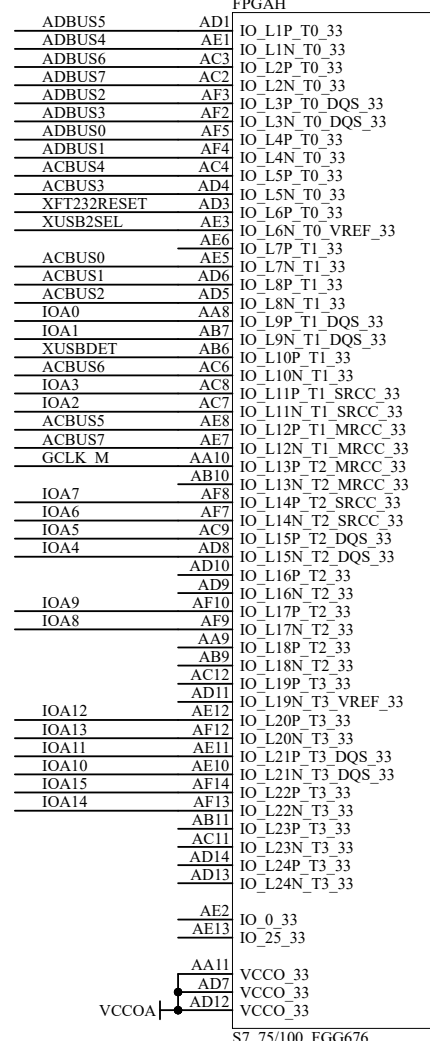 FPGAH
ADBUS5 AD1 IO_L1P_T0_33
ADBUS4 AE1 IO_L1N_T0_33
ADBUS6 AC3 IO_L2P_T0_33
ADBUS7 AC2 IO_L2N_T0_33
ADBUS2 AF3 IO_L3P_T0_DQS_33
ADBUS3 AF2 IO_L3N_T0_DQS_33
ADBUS0 AF5 IO_L4P_T0_33
ADBUS1 AF4 IO_L4N_T0_33
ACBUS4 AC4 IO_L5P_T0_33
ACBUS3 AD4 IO_L5N_T0_33
XFT232RESET AD3 IO_L6P_T0_33
XUSB2SEL AE3 IO_L6N_T0_VREF_33
AE6 IO_L7P_T1_33
ACBUS0 AE5 IO_L7N_T1_33
ACBUS1 AD6 IO_L8P_T1_33
ACBUS2 AD5 IO_L8N_T1_33
IOA0 AA8 IO_L9P_T1_DQS_33
IOA1 AB7 IO_L9N_T1_DQS_33
XUSBDET AB6 IO_L10P_T1_33
ACBUS6 AC6 IO_L10N_T1_33
IOA3 AC8 IO_L11P_T1_SRCC_33
IOA2 AC7 IO_L11N_T1_SRCC_33
ACBUS5 AE8 IO_L12P_T1_MRCC_33
ACBUS7 AE7 IO_L12N_T1_MRCC_33
GCLK_M AA10 IO_L13P_T2_MRCC_33
AB10 IO_L13N_T2_MRCC_33
IOA7 AF8 IO_L14P_T2_SRCC_33
IOA6 AF7 IO_L14N_T2_SRCC_33
IOA5 AC9 IO_L15P_T2_DQS_33
IOA4 AD8 IO_L15N_T2_DQS_33
AD10 IO_L16P_T2_33
AD9 IO_L16N_T2_33
IOA9 AF10 IO_L17P_T2_33
IOA8 AF9 IO_L17N_T2_33
AA9 IO_L18P_T2_33
AB9 IO_L18N_T2_33
AC12 IO_L19P_T3_33
AD11 IO_L19N_T3_VREF_33
IOA12 AE12 IO_L20P_T3_33
IOA13 AF12 IO_L20N_T3_33
IOA11 AE11 IO_L21P_T3_DQS_33
IOA10 AE10 IO_L21N_T3_DQS_33
IOA15 AF14 IO_L22P_T3_33
IOA14 AF13 IO_L22N_T3_33
AB11 IO_L23P_T3_33
AC11 IO_L23N_T3_33
AD14 IO_L24P_T3_33
AD13 IO_L24N_T3_33
AE2 IO_0_33
AE13 IO_25_33
AA11 VCCO_33
AD7 VCCO_33
VCCOA AD12 VCCO_33
S7_75/100_FGG676